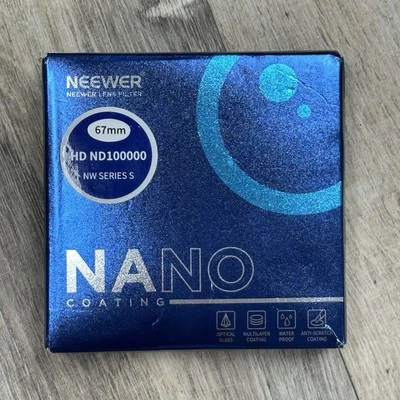 NEEWER
NEEWER LENS FILTER
67mm
HD ND100000
NW SERIES S
NANO
COATING
OPTICAL GLASS
MULTILAYER COATING
WATER PROOF
ANTI-SCRATCH COATING